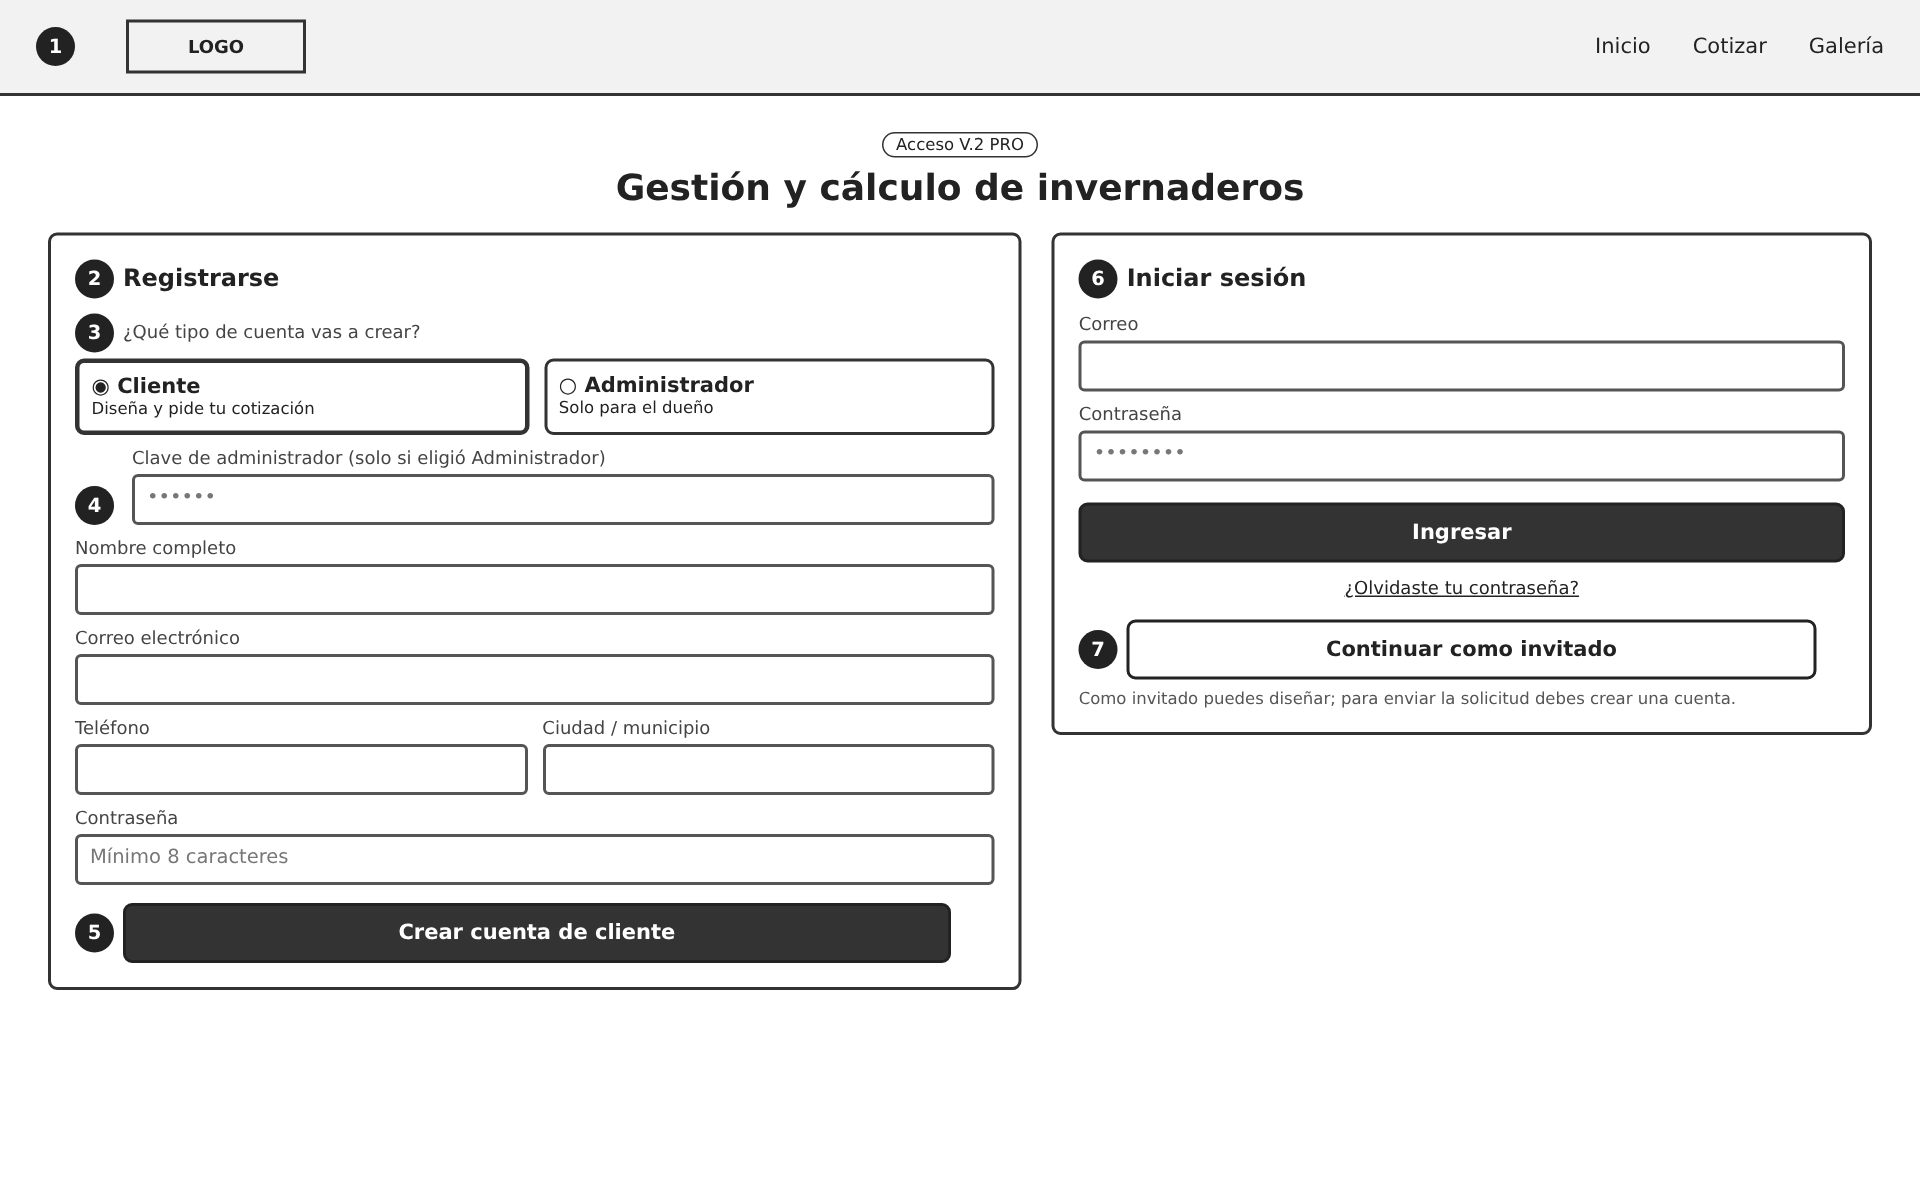 1 LOGO Inicio Cotizar Galería
Acceso V.2 PRO
Gestión y cálculo de invernaderos
2 Registrarse
3 ¿Qué tipo de cuenta vas a crear?
◉ Cliente
Diseña y pide tu cotización
○ Administrador
Solo para el dueño
Clave de administrador (solo si eligió Administrador)
4 ••••••
Nombre completo
Correo electrónico
Teléfono
Ciudad / municipio
Contraseña
Mínimo 8 caracteres
5 Crear cuenta de cliente
6 Iniciar sesión
Correo
Contraseña
••••••••
Ingresar
¿Olvidaste tu contraseña?
7 Continuar como invitado
Como invitado puedes diseñar; para enviar la solicitud debes crear una cuenta.